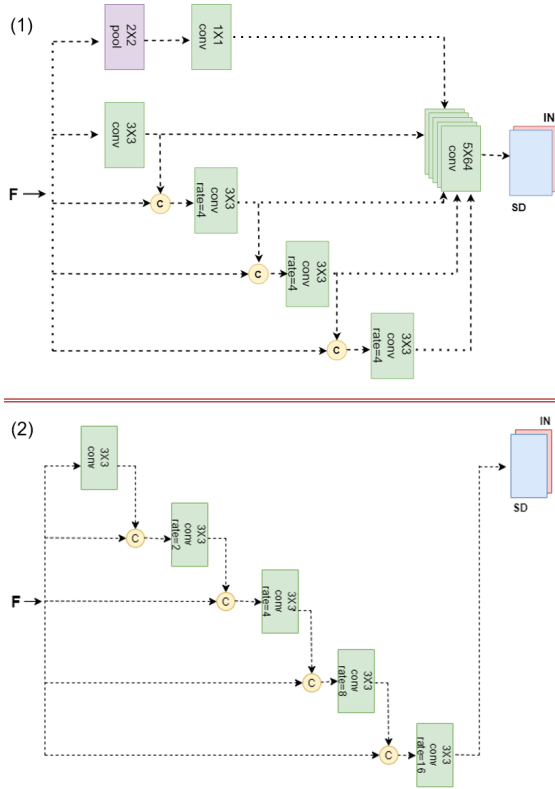 (1)
2X2
pool
1X1
conv
3X3
conv
F
C
3X3
conv
rate=4
C
3X3
conv
rate=4
C
3X3
conv
rate=4
5X64
conv
IN
SD
(2)
3X3
conv
C
3X3
conv
rate=2
F
C
3X3
conv
rate=4
C
3X3
conv
rate=8
C
3X3
conv
rate=16
IN
SD